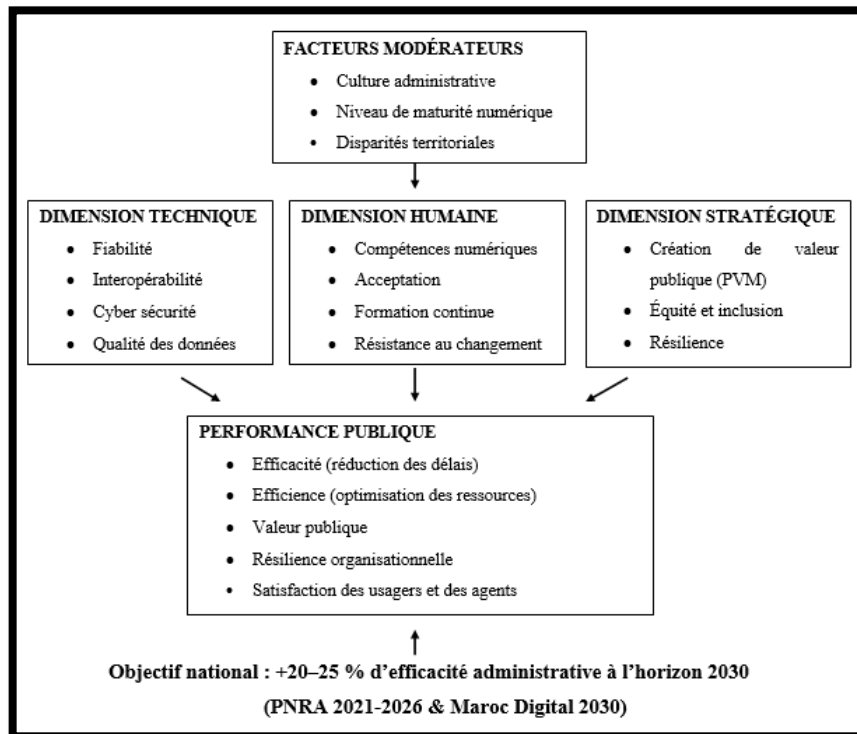 FACTEURS MODÉRATEURS
• Culture administrative
• Niveau de maturité numérique
• Disparités territoriales
DIMENSION TECHNIQUE
• Fiabilité
• Interopérabilité
• Cyber sécurité
• Qualité des données
DIMENSION HUMAINE
• Compétences numériques
• Acceptation
• Formation continue
• Résistance au changement
DIMENSION STRATÉGIQUE
• Création de valeur
publique (PVM)
• Équité et inclusion
• Résilience
PERFORMANCE PUBLIQUE
• Efficacité (réduction des délais)
• Efficience (optimisation des ressources)
• Valeur publique
• Résilience organisationnelle
• Satisfaction des usagers et des agents
Objectif national : +20–25 % d’efficacité administrative à l’horizon 2030
(PNRA 2021-2026 & Maroc Digital 2030)